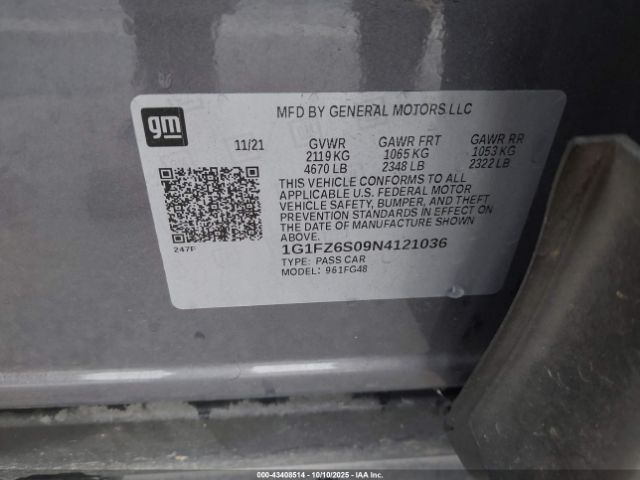 gm
MFD BY GENERAL MOTORS LLC
11/21 GVWR GAWR FRT GAWR RR
2119 KG 1065 KG 1053 KG
4670 LB 2348 LB 2322 LB
THIS VEHICLE CONFORMS TO ALL
APPLICABLE U.S. FEDERAL MOTOR
VEHICLE SAFETY, BUMPER, AND THEFT
PREVENTION STANDARDS IN EFFECT ON
THE DATE OF MANUFACTURE SHOWN
ABOVE.
247F
1G1FZ6S09N4121036
TYPE: PASS CAR
MODEL: 961FG48
000-43408514 - 10/10/2025 - IAAI.com